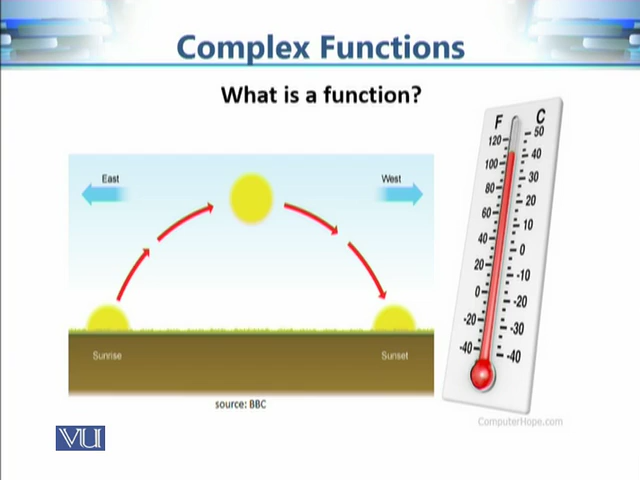 Complex Functions
What is a function?
East
West
Sunrise
Sunset
source: BBC
F C
120 50
100 40
80 30
60 20
40 10
20 0
0 -10
-20 -20
-40 -30
-40
ComputerHope.com
VU